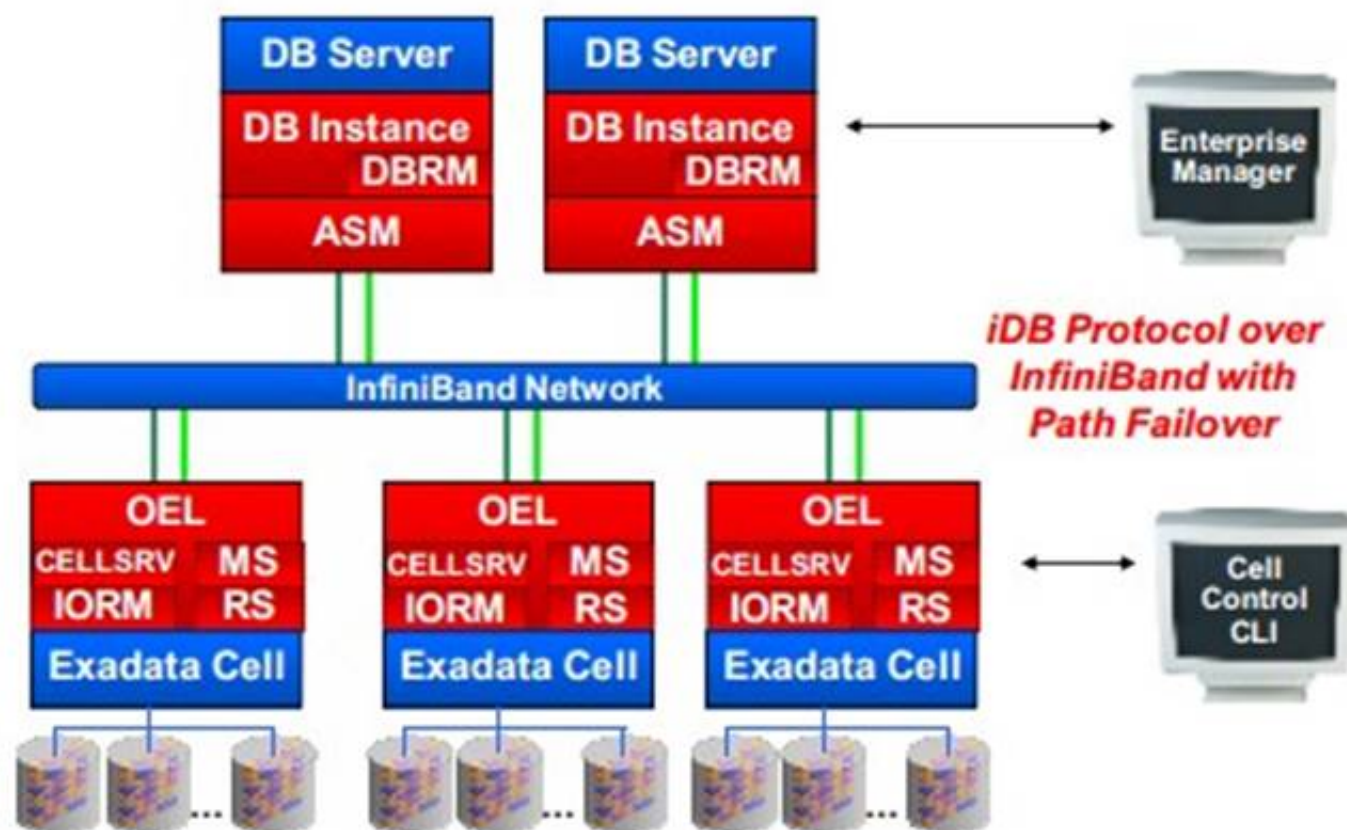 DB Server
DB Instance
DBRM
ASM
DB Server
DB Instance
DBRM
ASM
Enterprise
Manager
iDB Protocol over
InfiniBand with
Path Failover
InfiniBand Network
OEL
CELLSRV MS
IORM RS
Exadata Cell
...
OEL
CELLSRV MS
IORM RS
Exadata Cell
...
OEL
CELLSRV MS
IORM RS
Exadata Cell
...
Cell
Control
CLI